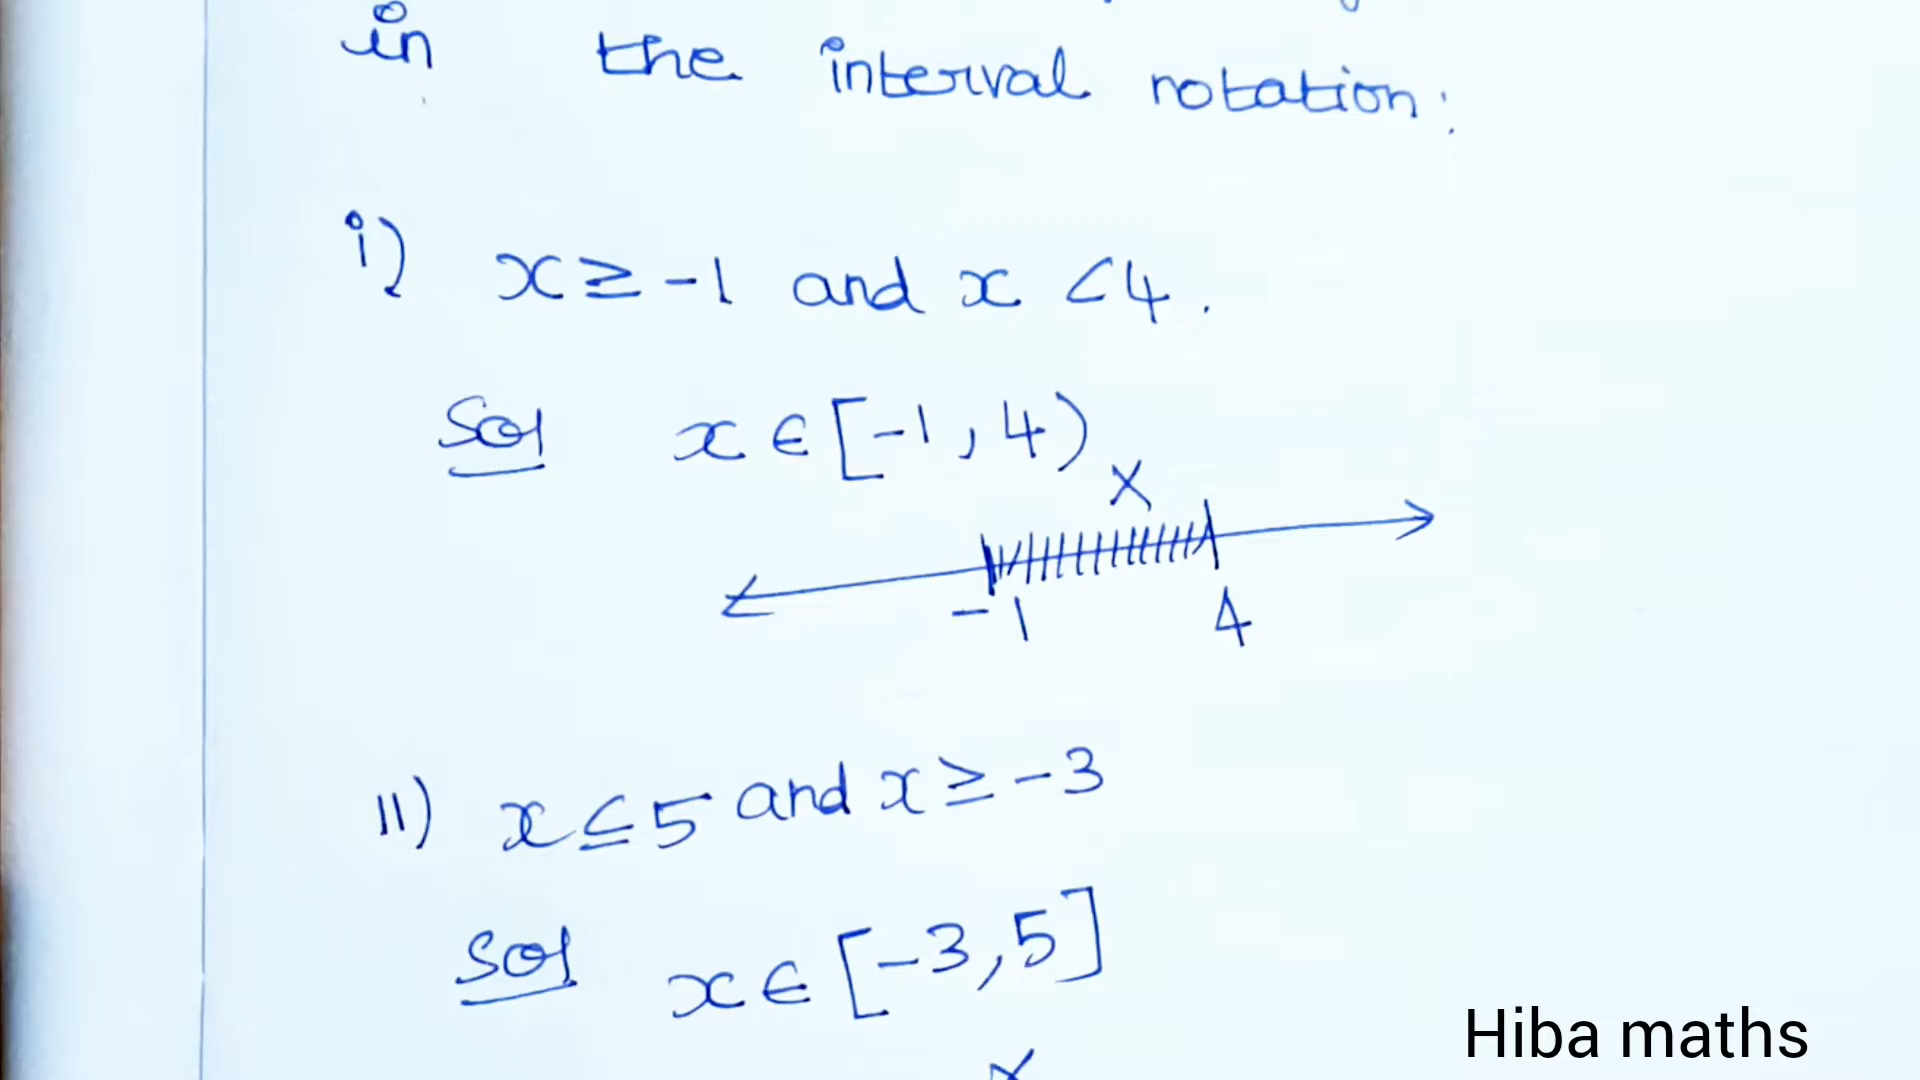 in the interval notation:
i) x ≥ -1 and x < 4.
Sol x ∈ [-1, 4)
x
-1 4
11) x ≤ 5 and x ≥ -3
Sol x ∈ [-3, 5]
x
Hiba maths